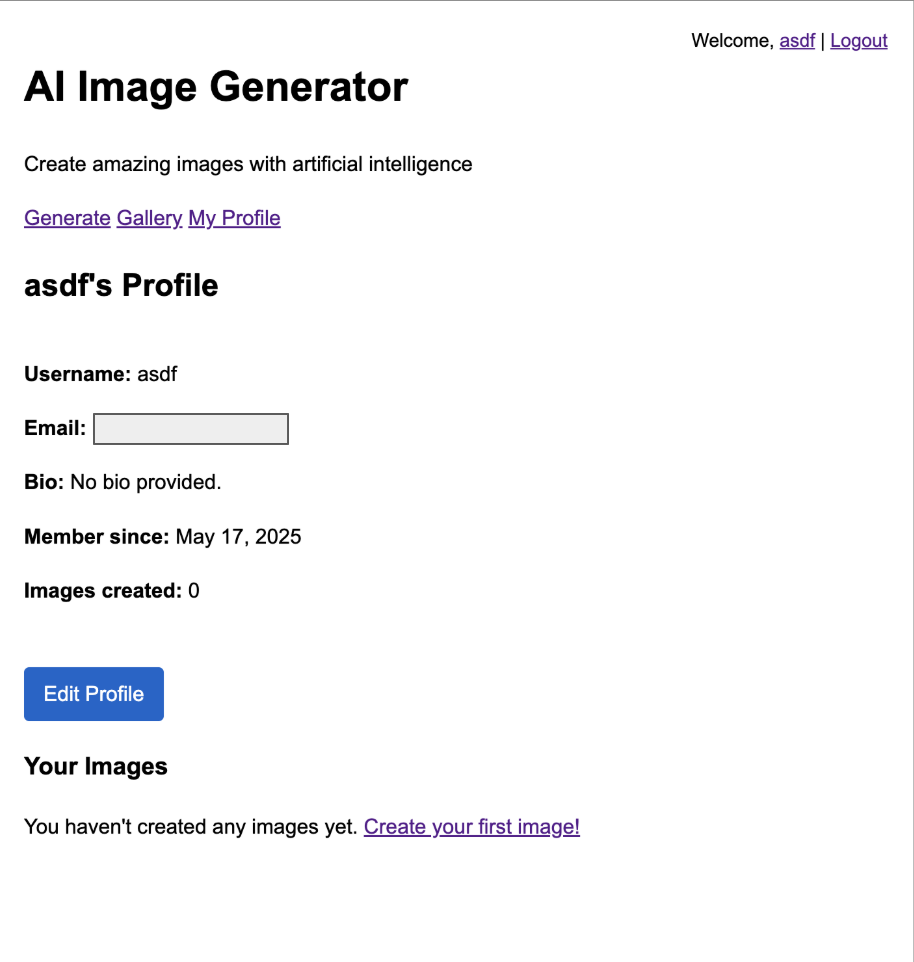 Welcome, asdf | Logout
AI Image Generator
Create amazing images with artificial intelligence
Generate Gallery My Profile
asdf's Profile
Username: asdf
Email:
Bio: No bio provided.
Member since: May 17, 2025
Images created: 0
Edit Profile
Your Images
You haven't created any images yet. Create your first image!